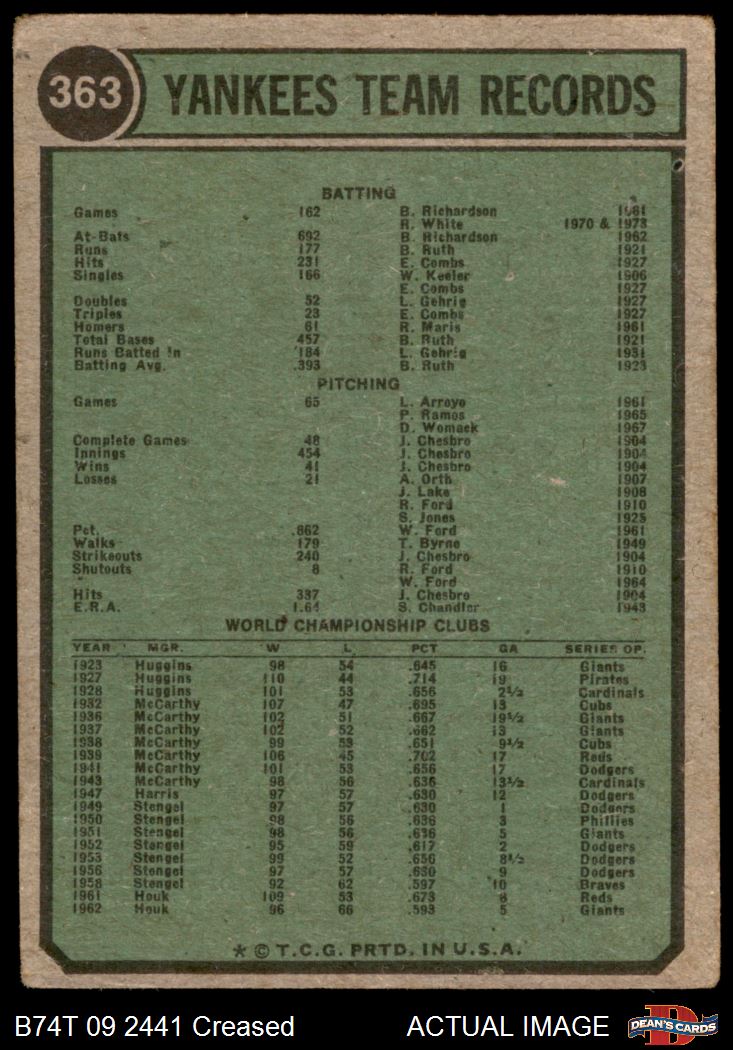 363 YANKEES TEAM RECORDS
BATTING
Games 162 B. Richardson 1961
R. White 1970 & 1973
At-Bats 692 B. Richardson 1962
Runs 177 B. Ruth 1921
Hits 231 E. Combs 1927
Singles 166 W. Keeler 1906
E. Combs 1927
Doubles 52 L. Gehrig 1927
Triples 23 E. Combs 1927
Homers 61 R. Maris 1961
Total Bases 457 B. Ruth 1921
Runs Batted In 184 L. Gehrig 1931
Batting Avg. .393 B. Ruth 1923
PITCHING
Games 65 L. Arroyo 1961
P. Ramos 1965
D. Womack 1967
Complete Games 48 J. Chesbro 1904
Innings 454 J. Chesbro 1904
Wins 41 J. Chesbro 1904
Losses 21 A. Orth 1907
J. Lake 1908
R. Ford 1910
S. Jones 1925
Pct. .862 W. Ford 1961
Walks 179 T. Byrne 1949
Strikeouts 240 J. Chesbro 1904
Shutouts 8 R. Ford 1910
W. Ford 1964
Hits 337 J. Chesbro 1904
E.R.A. 1.64 S. Chandler 1943
WORLD CHAMPIONSHIP CLUBS
YEAR MGR. W L PCT GA SERIES OP.
1923 Huggins 98 54 .645 16 Giants
1927 Huggins 110 44 .714 19 Pirates
1928 Huggins 101 53 .656 2½ Cardinals
1932 McCarthy 107 47 .695 13 Cubs
1936 McCarthy 102 51 .667 19½ Giants
1937 McCarthy 102 52 .662 13 Giants
1938 McCarthy 99 53 .651 9½ Cubs
1939 McCarthy 106 45 .702 17 Reds
1941 McCarthy 101 53 .656 17 Dodgers
1943 McCarthy 98 56 .636 13½ Cardinals
1947 Harris 97 57 .630 12 Dodgers
1949 Stengel 97 57 .630 1 Dodgers
1950 Stengel 98 56 .636 3 Phillies
1951 Stengel 98 56 .636 5 Giants
1952 Stengel 95 59 .617 2 Dodgers
1953 Stengel 99 52 .656 8½ Dodgers
1956 Stengel 97 57 .630 9 Dodgers
1958 Stengel 92 62 .597 10 Braves
1961 Houk 109 53 .673 8 Reds
1962 Houk 96 66 .593 5 Giants
* © T.C.G. PRTD. IN U.S.A.
B74T 09 2441 Creased ACTUAL IMAGE DEAN'S CARDS